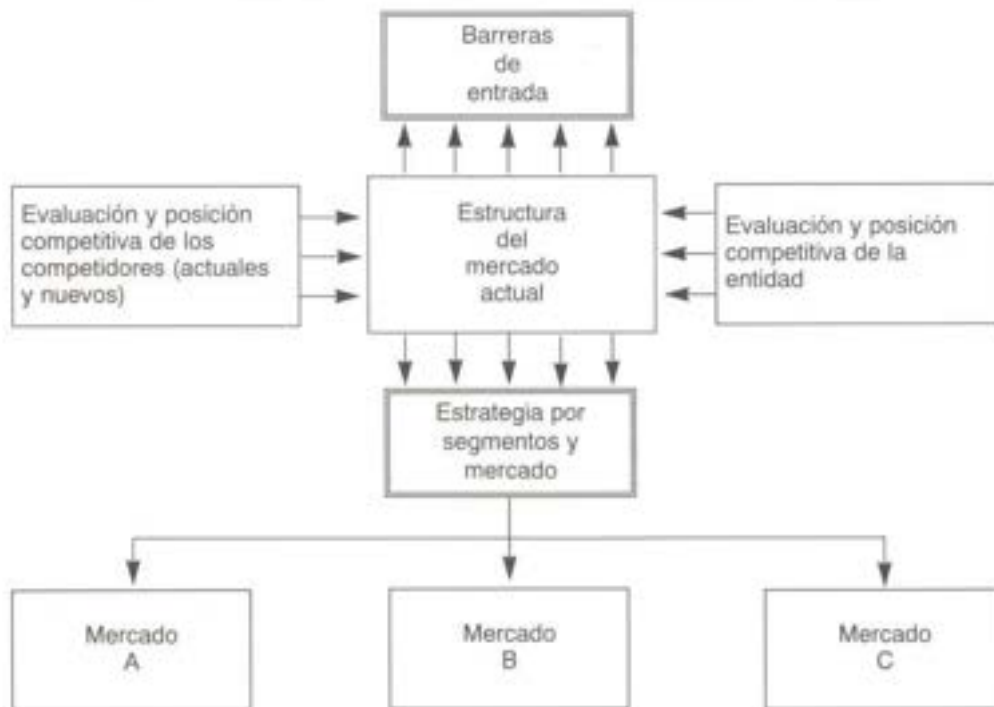 Barreras
de
entrada
Evaluación y posición
competitiva de los
competidores (actuales
y nuevos)
Estructura
del
mercado
actual
Evaluación y posición
competitiva de la
entidad
Estrategia por
segmentos y
mercado
Mercado
A
Mercado
B
Mercado
C